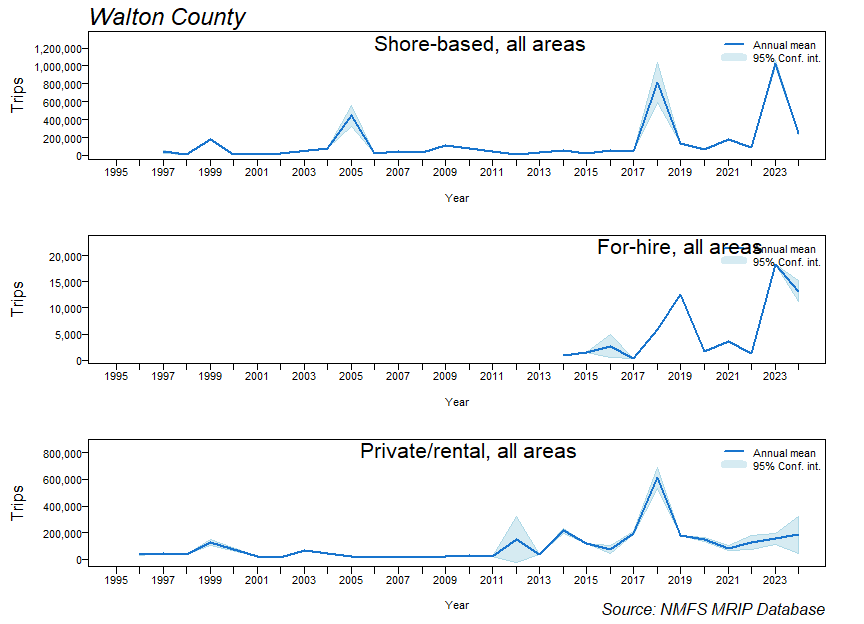 Walton County
Shore-based, all areas
Annual mean
95% Conf. int.
Trips
1,200,000
1,000,000
800,000
600,000
400,000
200,000
0
1995 1997 1999 2001 2003 2005 2007 2009 2011 2013 2015 2017 2019 2021 2023
Year
For-hire, all areas
Annual mean
95% Conf. int.
Trips
20,000
15,000
10,000
5,000
0
1995 1997 1999 2001 2003 2005 2007 2009 2011 2013 2015 2017 2019 2021 2023
Year
Private/rental, all areas
Annual mean
95% Conf. int.
Trips
800,000
600,000
400,000
200,000
0
1995 1997 1999 2001 2003 2005 2007 2009 2011 2013 2015 2017 2019 2021 2023
Year
Source: NMFS MRIP Database